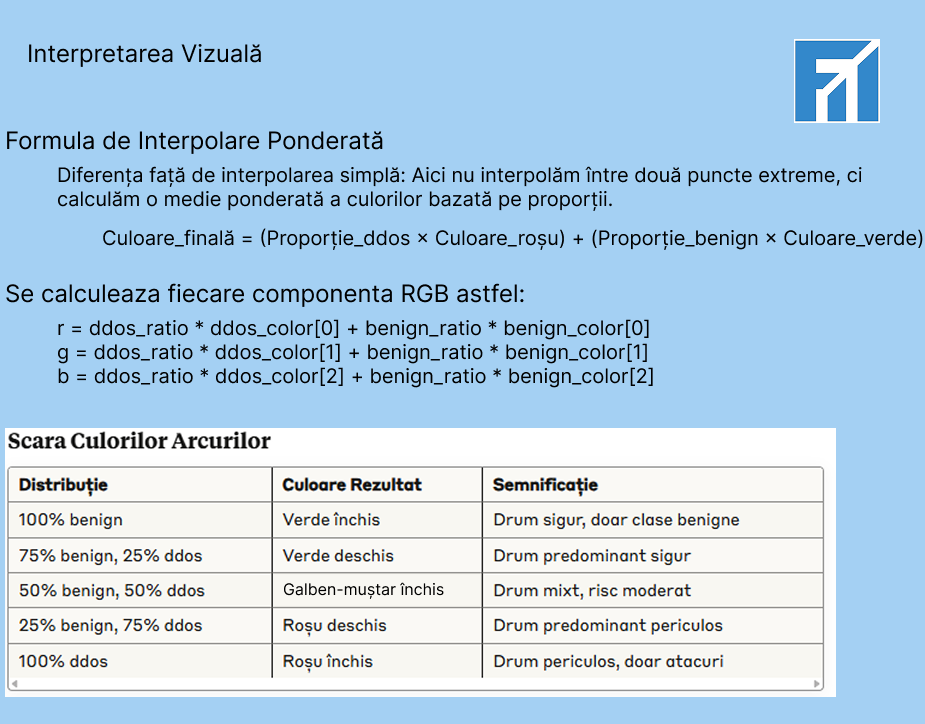 Interpretarea Vizuală
Formula de Interpolare Ponderată
Diferența față de interpolarea simplă: Aici nu interpolăm între două puncte extreme, ci
calculăm o medie ponderată a culorilor bazată pe proporții.
Culoare_finală = (Proporție_ddos × Culoare_roșu) + (Proporție_benign × Culoare_verde)
Se calculeaza fiecare componenta RGB astfel:
r = ddos_ratio * ddos_color[0] + benign_ratio * benign_color[0]
g = ddos_ratio * ddos_color[1] + benign_ratio * benign_color[1]
b = ddos_ratio * ddos_color[2] + benign_ratio * benign_color[2]
Scara Culorilor Arcurilor
Distribuție Culoare Rezultat Semnificație
100% benign Verde închis Drum sigur, doar clase benigne
75% benign, 25% ddos Verde deschis Drum predominant sigur
50% benign, 50% ddos Galben-muștar închis Drum mixt, risc moderat
25% benign, 75% ddos Roșu deschis Drum predominant periculos
100% ddos Roșu închis Drum periculos, doar atacuri